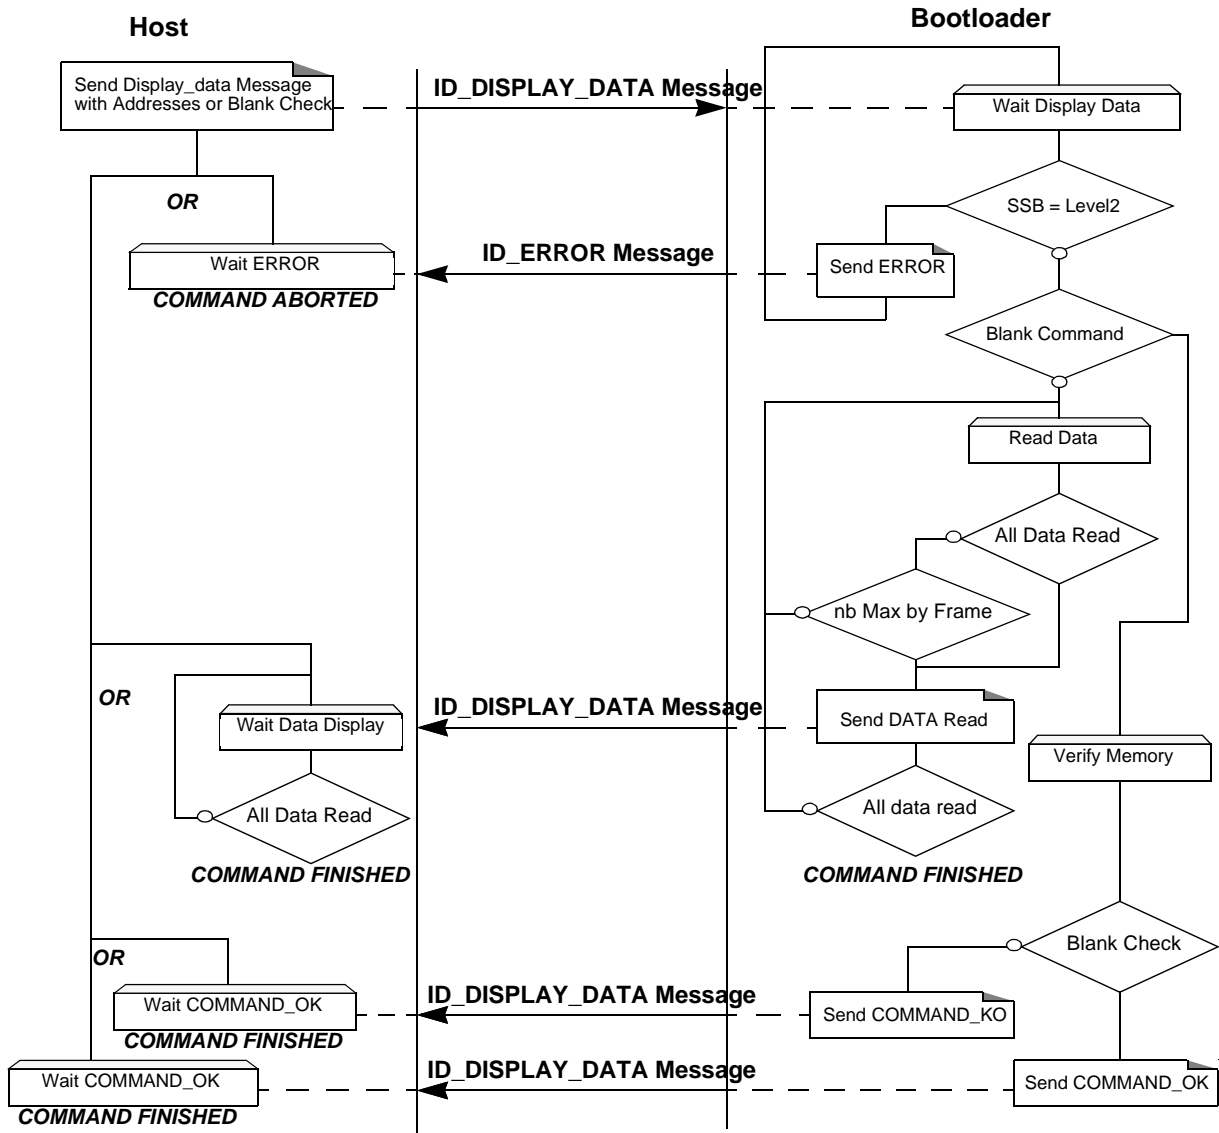 Host
Bootloader
Send Display_data Message
with Addresses or Blank Check
ID_DISPLAY_DATA Message
Wait Display Data
OR
SSB = Level2
Wait ERROR
ID_ERROR Message
Send ERROR
COMMAND ABORTED
Blank Command
Read Data
All Data Read
nb Max by Frame
OR
Wait Data Display
ID_DISPLAY_DATA Message
Send DATA Read
Verify Memory
All Data Read
All data read
COMMAND FINISHED
COMMAND FINISHED
OR
Blank Check
Wait COMMAND_OK
ID_DISPLAY_DATA Message
Send COMMAND_KO
COMMAND FINISHED
Wait COMMAND_OK
ID_DISPLAY_DATA Message
Send COMMAND_OK
COMMAND FINISHED